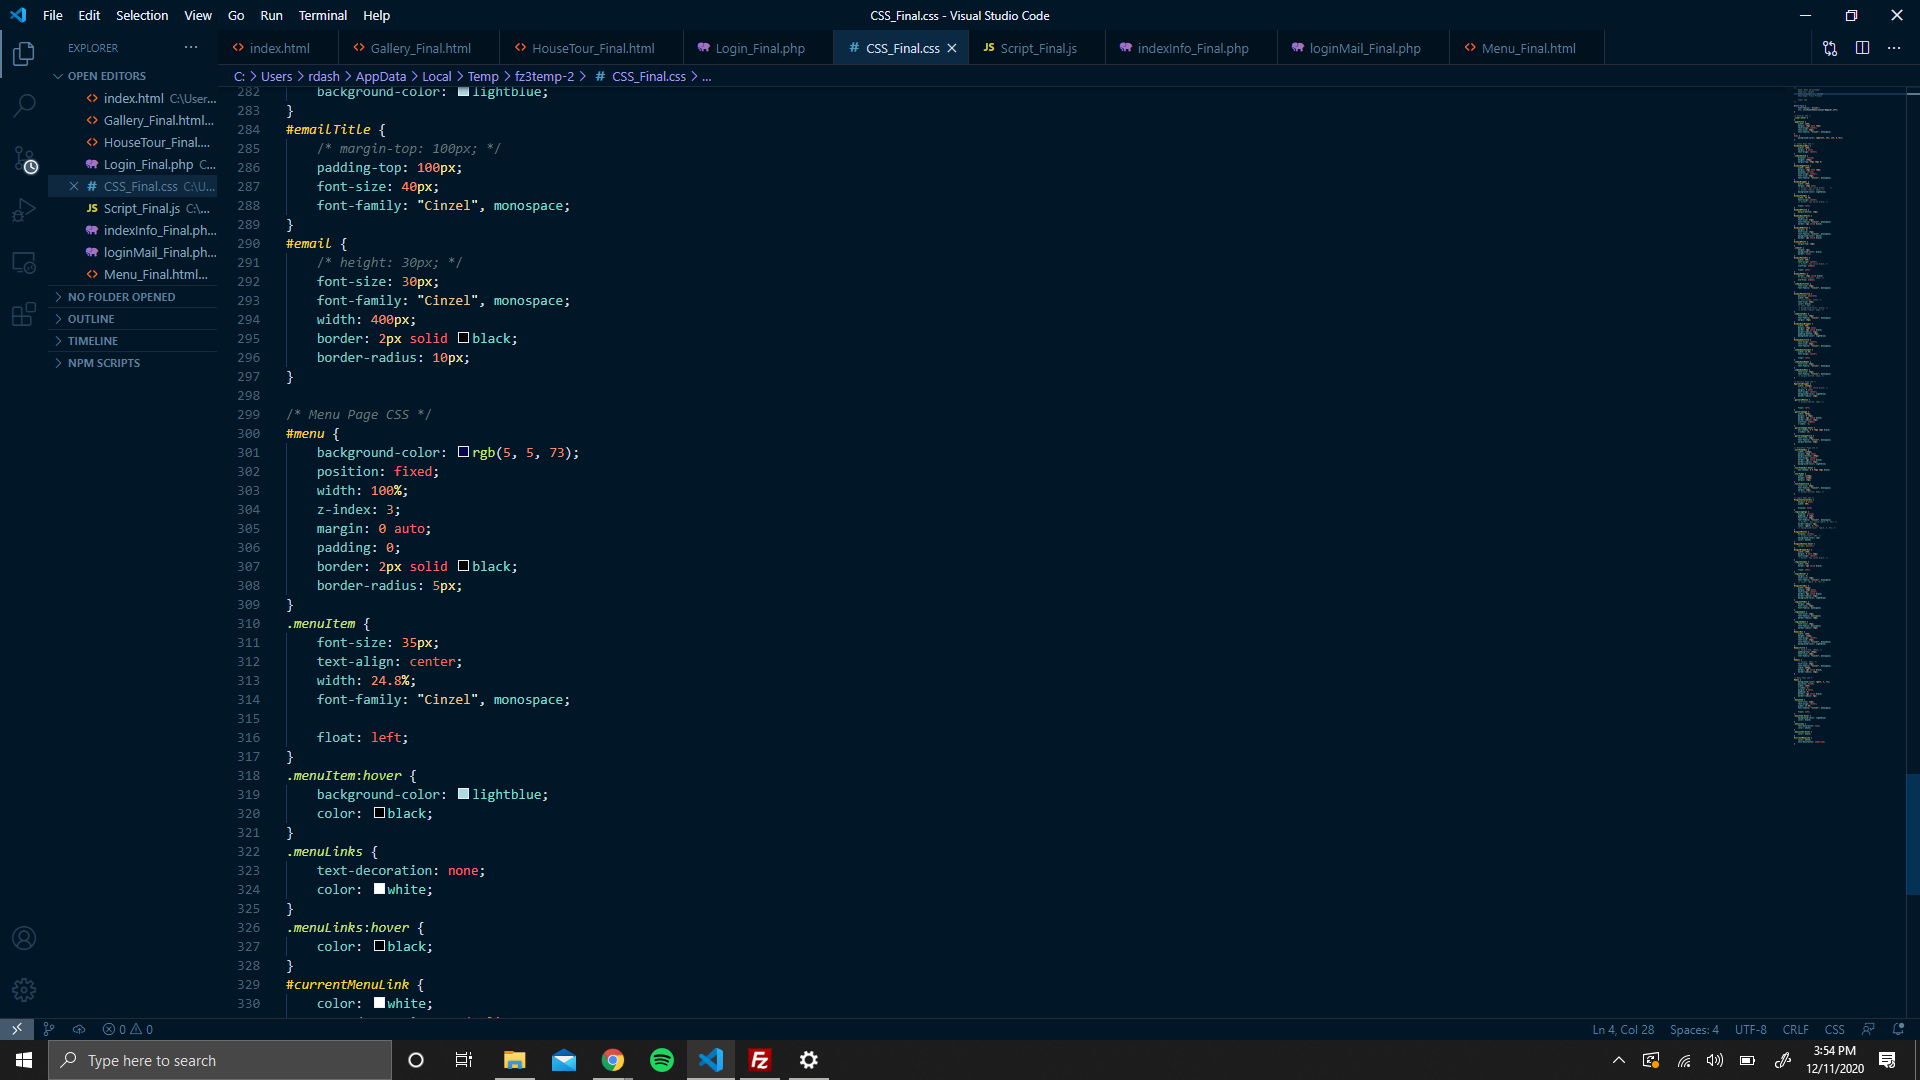 File Edit Selection View Go Run Terminal Help
CSS_Final.css - Visual Studio Code
EXPLORER
index.html Gallery_Final.html HouseTour_Final.html Login_Final.php CSS_Final.css Script_Final.js indexInfo_Final.php loginMail_Final.php Menu_Final.html
C: > Users > rdash > AppData > Local > Temp > fz3temp-2 > # CSS_Final.css > ...
OPEN EDITORS
index.html C:\User...
Gallery_Final.html...
HouseTour_Final....
Login_Final.php C...
CSS_Final.css C:\U...
Script_Final.js C:\...
indexInfo_Final.ph...
loginMail_Final.ph...
Menu_Final.html...
NO FOLDER OPENED
OUTLINE
TIMELINE
NPM SCRIPTS
282 background-color: lightblue;
283 }
284 #emailTitle {
285 /* margin-top: 100px; */
286 padding-top: 100px;
287 font-size: 40px;
288 font-family: "Cinzel", monospace;
289 }
290 #email {
291 /* height: 30px; */
292 font-size: 30px;
293 font-family: "Cinzel", monospace;
294 width: 400px;
295 border: 2px solid black;
296 border-radius: 10px;
297 }
298
299 /* Menu Page CSS */
300 #menu {
301 background-color: rgb(5, 5, 73);
302 position: fixed;
303 width: 100%;
304 z-index: 3;
305 margin: 0 auto;
306 padding: 0;
307 border: 2px solid black;
308 border-radius: 5px;
309 }
310 .menuItem {
311 font-size: 35px;
312 text-align: center;
313 width: 24.8%;
314 font-family: "Cinzel", monospace;
315
316 float: left;
317 }
318 .menuItem:hover {
319 background-color: lightblue;
320 color: black;
321 }
322 .menuLinks {
323 text-decoration: none;
324 color: white;
325 }
326 .menuLinks:hover {
327 color: black;
328 }
329 #currentMenuLink {
330 color: white;
0 0
Ln 4, Col 28 Spaces: 4 UTF-8 CRLF CSS
Type here to search
3:54 PM
12/11/2020